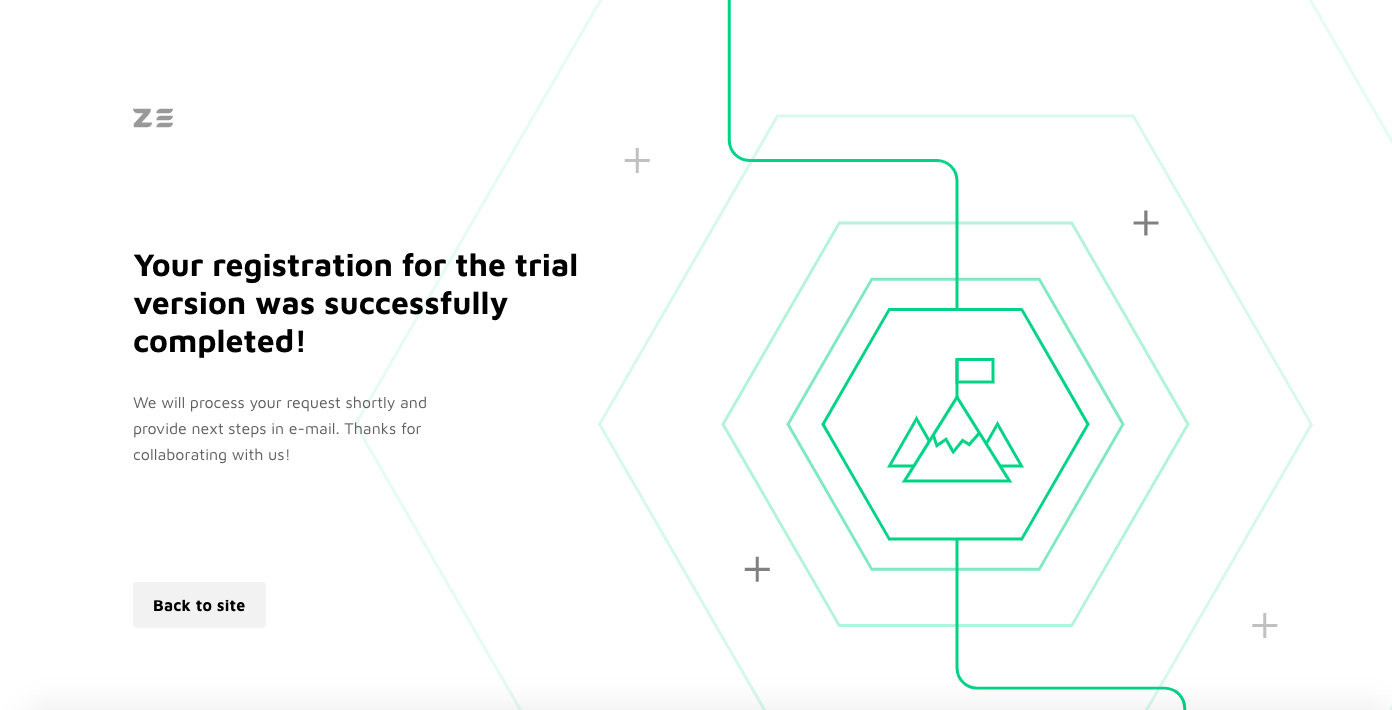 ZE
Your registration for the trial
version was successfully
completed!
We will process your request shortly and
provide next steps in e-mail. Thanks for
collaborating with us!
Back to site